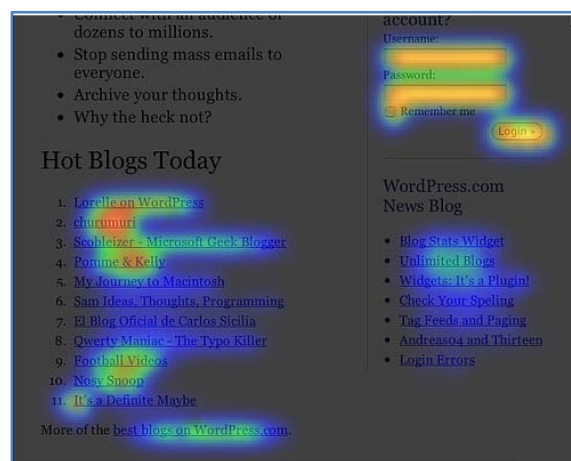 Connect with an audience of
dozens to millions.
Stop sending mass emails to
everyone.
Archive your thoughts.
Why the heck not?
Hot Blogs Today
1. Lorelle on WordPress
2. churumuri
3. Scobleizer - Microsoft Geek Blogger
4. Pomme & Kelly
5. My Journey to Macintosh
6. Sam Ideas, Thoughts, Programming
7. El Blog Oficial de Carlos Sicilia
8. Qwerty Maniac - The Typo Killer
9. Football Videos
10. Nosy Snoop
11. It's a Definite Maybe
More of the best blogs on WordPress.com.
account?
Username:
Password:
Remember me
Login »
WordPress.com
News Blog
Blog Stats Widget
Unlimited Blogs
Widgets: It's a Plugin!
Check Your Speling
Tag Feeds and Paging
Andreas04 and Thirteen
Login Errors